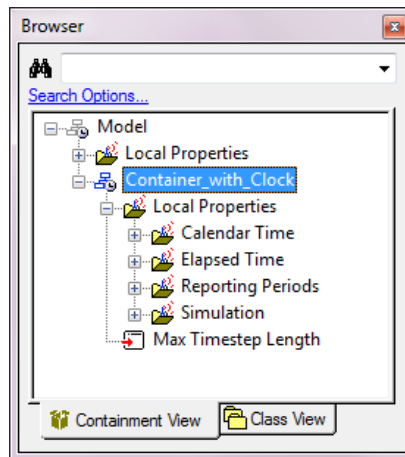 Browser
Search Options...
Model
Local Properties
Container_with_Clock
Local Properties
Calendar Time
Elapsed Time
Reporting Periods
Simulation
Max Timestep Length
Containment View
Class View